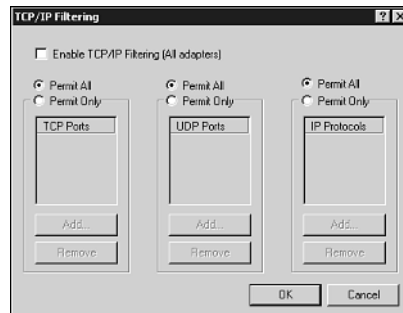 TCP/IP Filtering
Enable TCP/IP Filtering (All adapters)
Permit All
Permit Only
TCP Ports
Add...
Remove
Permit All
Permit Only
UDP Ports
Add...
Remove
Permit All
Permit Only
IP Protocols
Add...
Remove
OK
Cancel